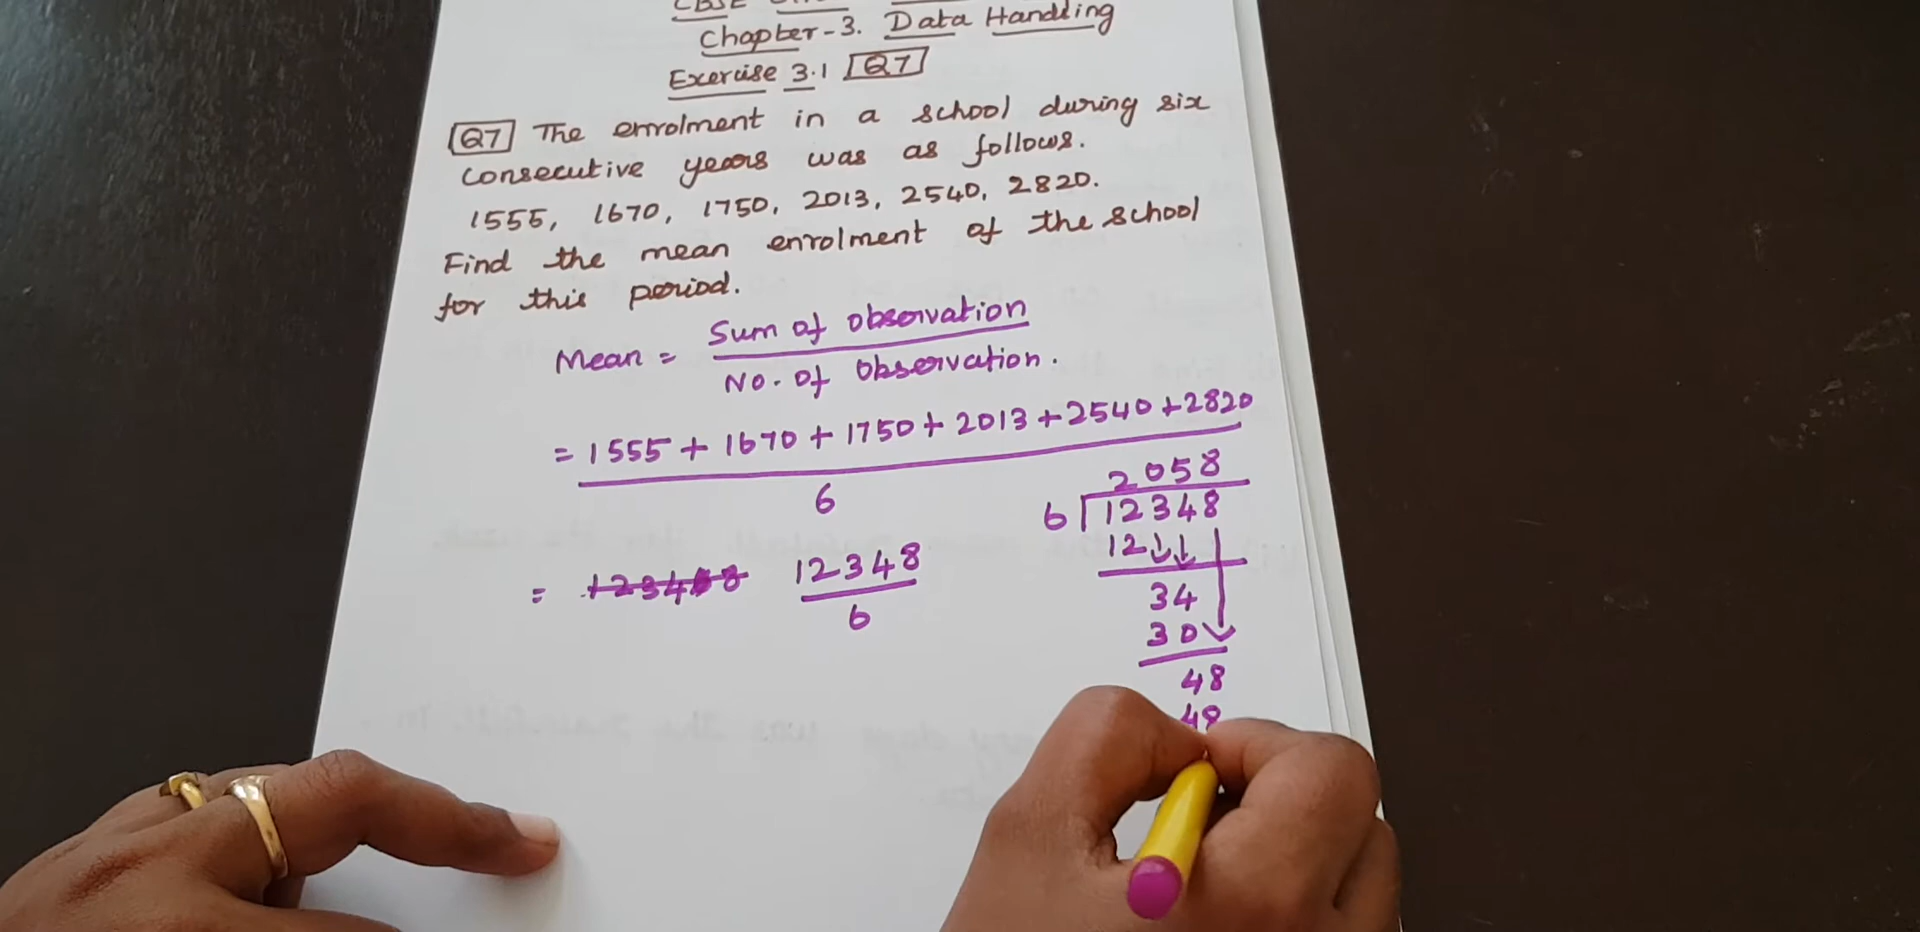 CBSE
Chapter-3. Data Handling
Exercise 3.1 Q7
Q7 The enrolment in a school during six
consecutive years was as follows.
1555, 1670, 1750, 2013, 2540, 2820.
Find the mean enrolment of the school
for this period.
Mean = Sum of observation
No. of Observation.
= 1555 + 1670 + 1750 + 2013 + 2540 + 2820
6
= 12348
6
2058
6 12348
12
34
30
48
48